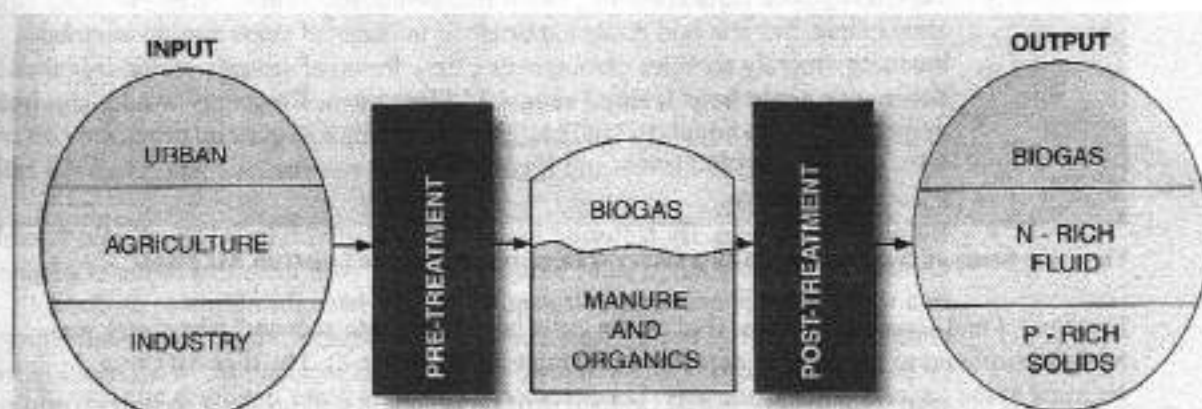 INPUT
URBAN
AGRICULTURE
INDUSTRY
PRE-TREATMENT
BIOGAS
MANURE
AND
ORGANICS
POST-TREATMENT
OUTPUT
BIOGAS
N - RICH
FLUID
P - RICH
SOLIDS